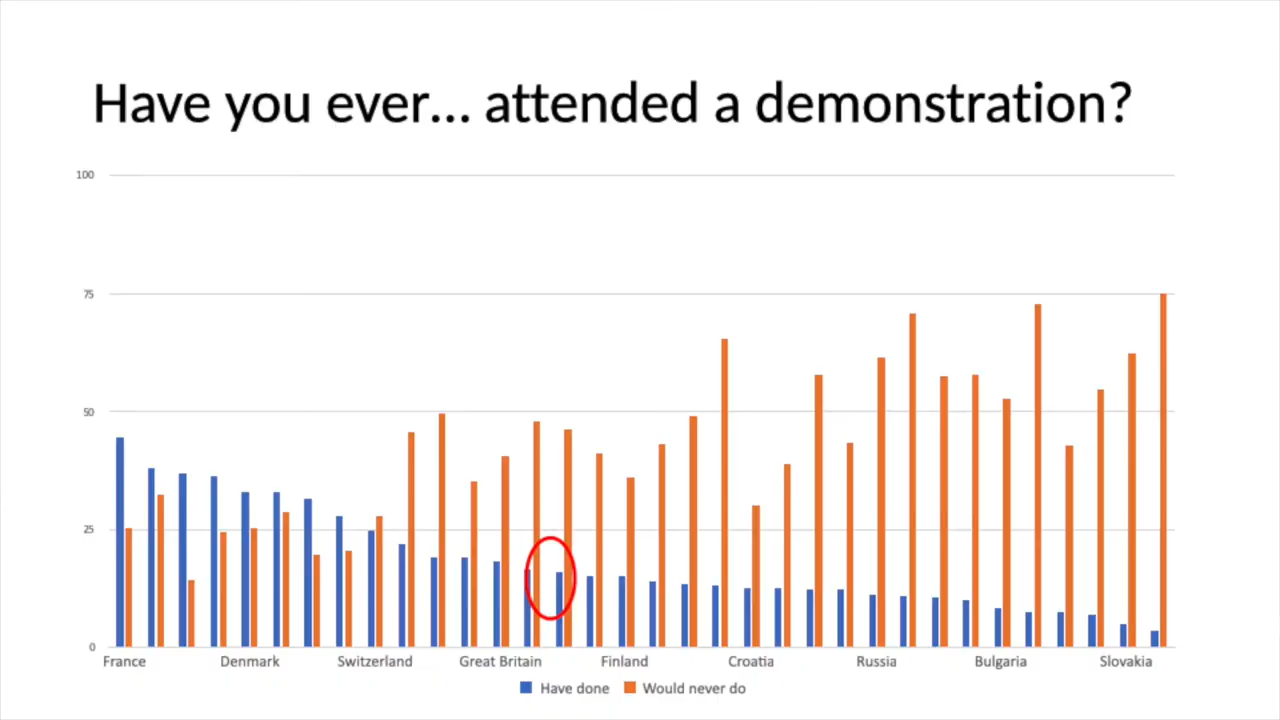 Have you ever... attended a demonstration?
100
75
50
25
0
France Denmark Switzerland Great Britain Finland Croatia Russia Bulgaria Slovakia
Have done Would never do